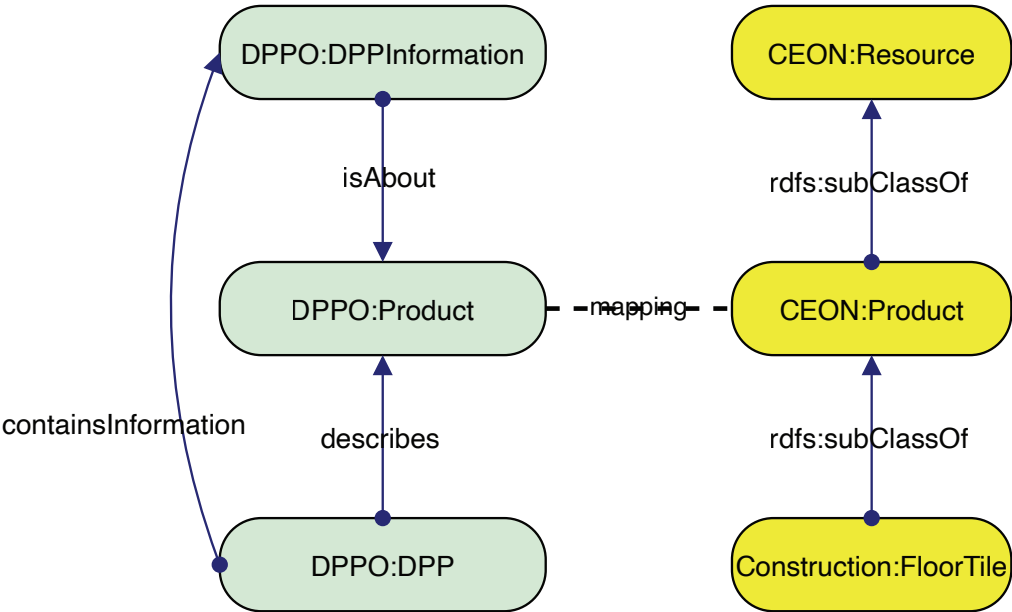 DPPO:DPPInformation
CEON:Resource
isAbout
rdfs:subClassOf
DPPO:Product
mapping
CEON:Product
containsInformation
describes
rdfs:subClassOf
DPPO:DPP
Construction:FloorTile